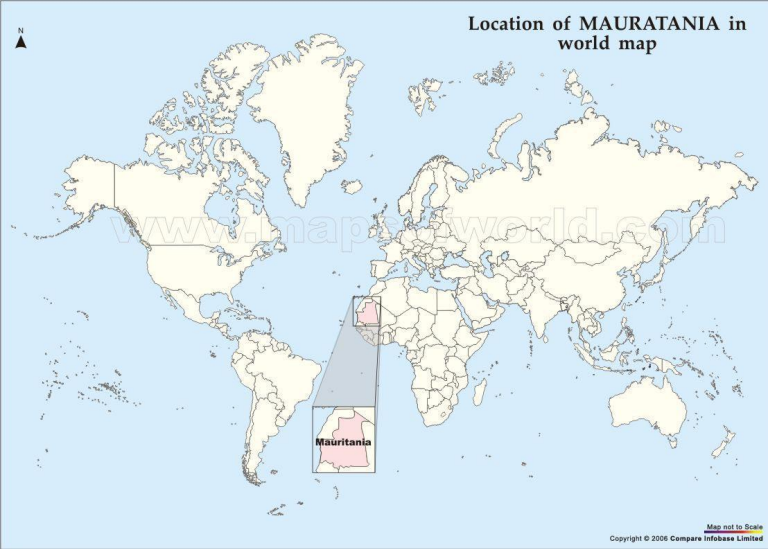 N
Location of MAURATANIA in
world map
www.mapsofworld.com
Mauritania
Map not to Scale
Copyright © 2006 Compare Infobase Limited